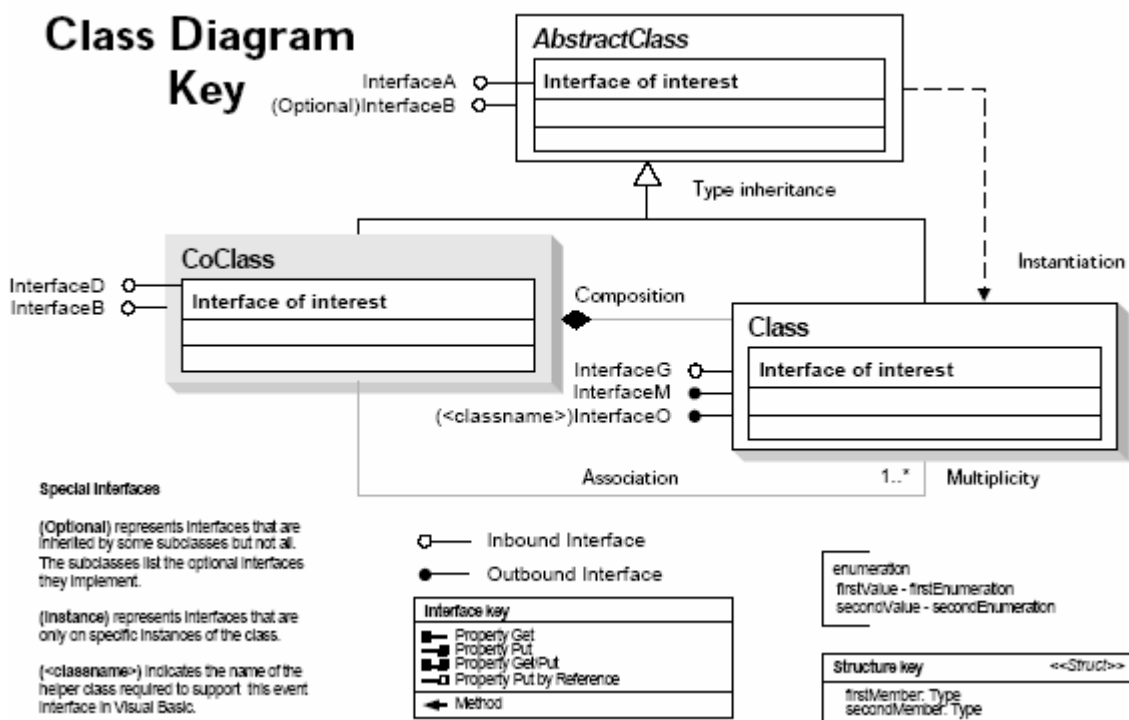 Class Diagram
Key
AbstractClass
InterfaceA
Interface of interest
(Optional)InterfaceB
Type inheritance
CoClass
Instantiation
InterfaceD
Interface of interest
InterfaceB
Composition
Class
InterfaceG
Interface of interest
InterfaceM
(<classname>)InterfaceO
Association
1..*
Multiplicity
Special Interfaces
(Optional) represents interfaces that are
inherited by some subclasses but not all.
The subclasses list the optional interfaces
they implement.
(Instance) represents interfaces that are
only on specific instances of the class.
(<classname>) indicates the name of the
helper class required to support this event
interface in Visual Basic.
Inbound Interface
Outbound Interface
Interface key
Property Get
Property Put
Property Get/Put
Property Put by Reference
Method
enumeration
firstValue - firstEnumeration
secondValue - secondEnumeration
Structure key <<Struct>>
firstMember: Type
secondMember: Type